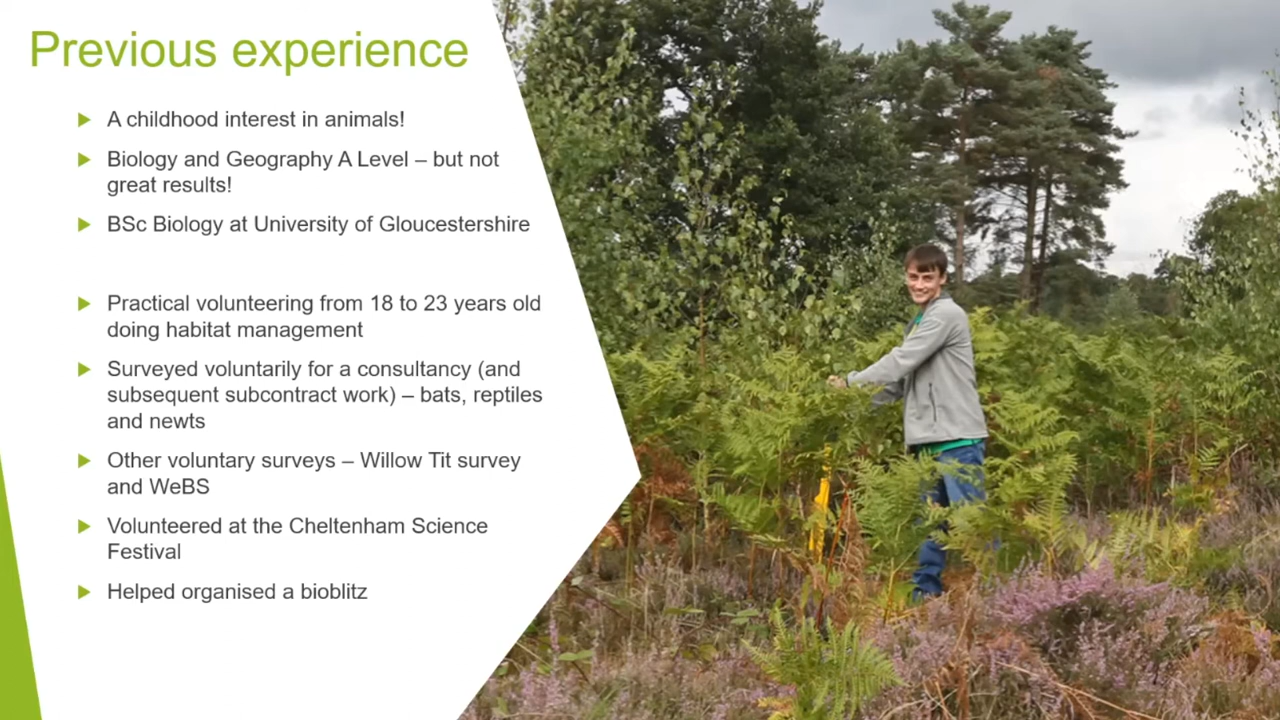 Previous experience
A childhood interest in animals!
Biology and Geography A Level – but not
great results!
BSc Biology at University of Gloucestershire
Practical volunteering from 18 to 23 years old
doing habitat management
Surveyed voluntarily for a consultancy (and
subsequent subcontract work) – bats, reptiles
and newts
Other voluntary surveys – Willow Tit survey
and WeBS
Volunteered at the Cheltenham Science
Festival
Helped organised a bioblitz